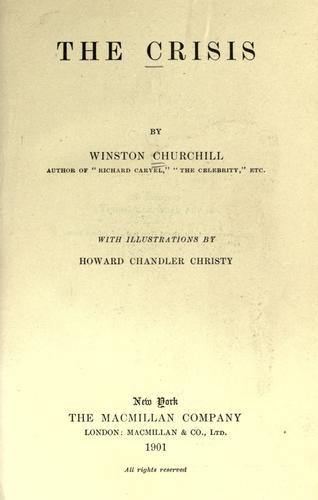 THE CRISIS
BY
WINSTON CHURCHILL
AUTHOR OF "RICHARD CARVEL," "THE CELEBRITY," ETC.
WITH ILLUSTRATIONS BY
HOWARD CHANDLER CHRISTY
New York
THE MACMILLAN COMPANY
LONDON: MACMILLAN & CO., LTD.
1901
All rights reserved